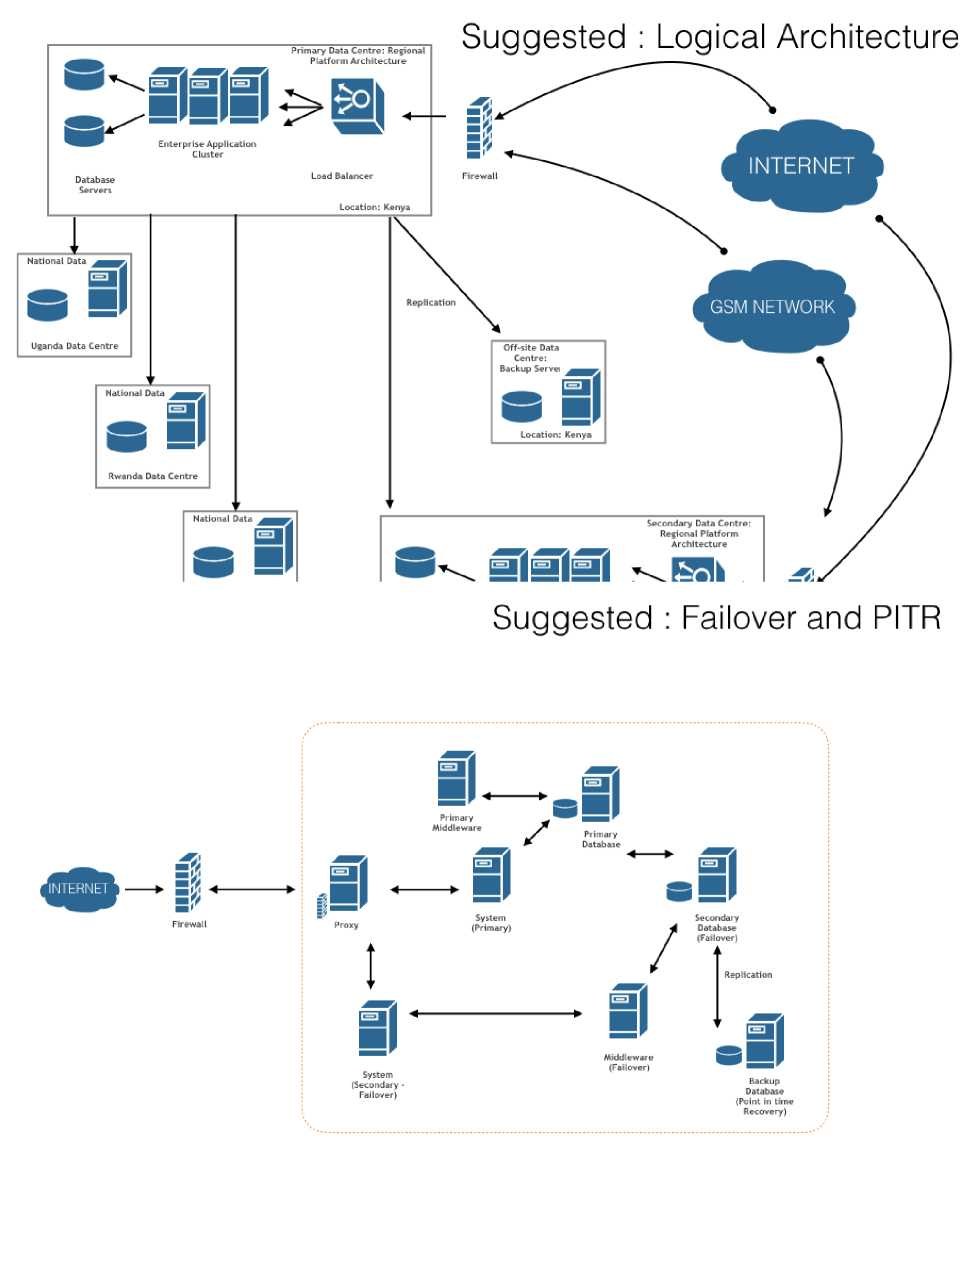 Suggested : Logical Architecture
Primary Data Centre: Regional
Platform Architecture
Enterprise Application
Cluster
Load Balancer
Firewall
Database
Servers
Location: Kenya
INTERNET
GSM NETWORK
National Data
Uganda Data Centre
Replication
Off-site Data
Centre:
Backup Server
Location: Kenya
National Data
Rwanda Data Centre
National Data
Secondary Data Centre:
Regional Platform
Architecture
Suggested : Failover and PITR
Primary
Middleware
Primary
Database
INTERNET
Firewall
Proxy
System
(Primary)
Secondary
Database
(Failover)
Replication
System
(Secondary -
Failover)
Middleware
(Failover)
Backup
Database
(Point in time
Recovery)